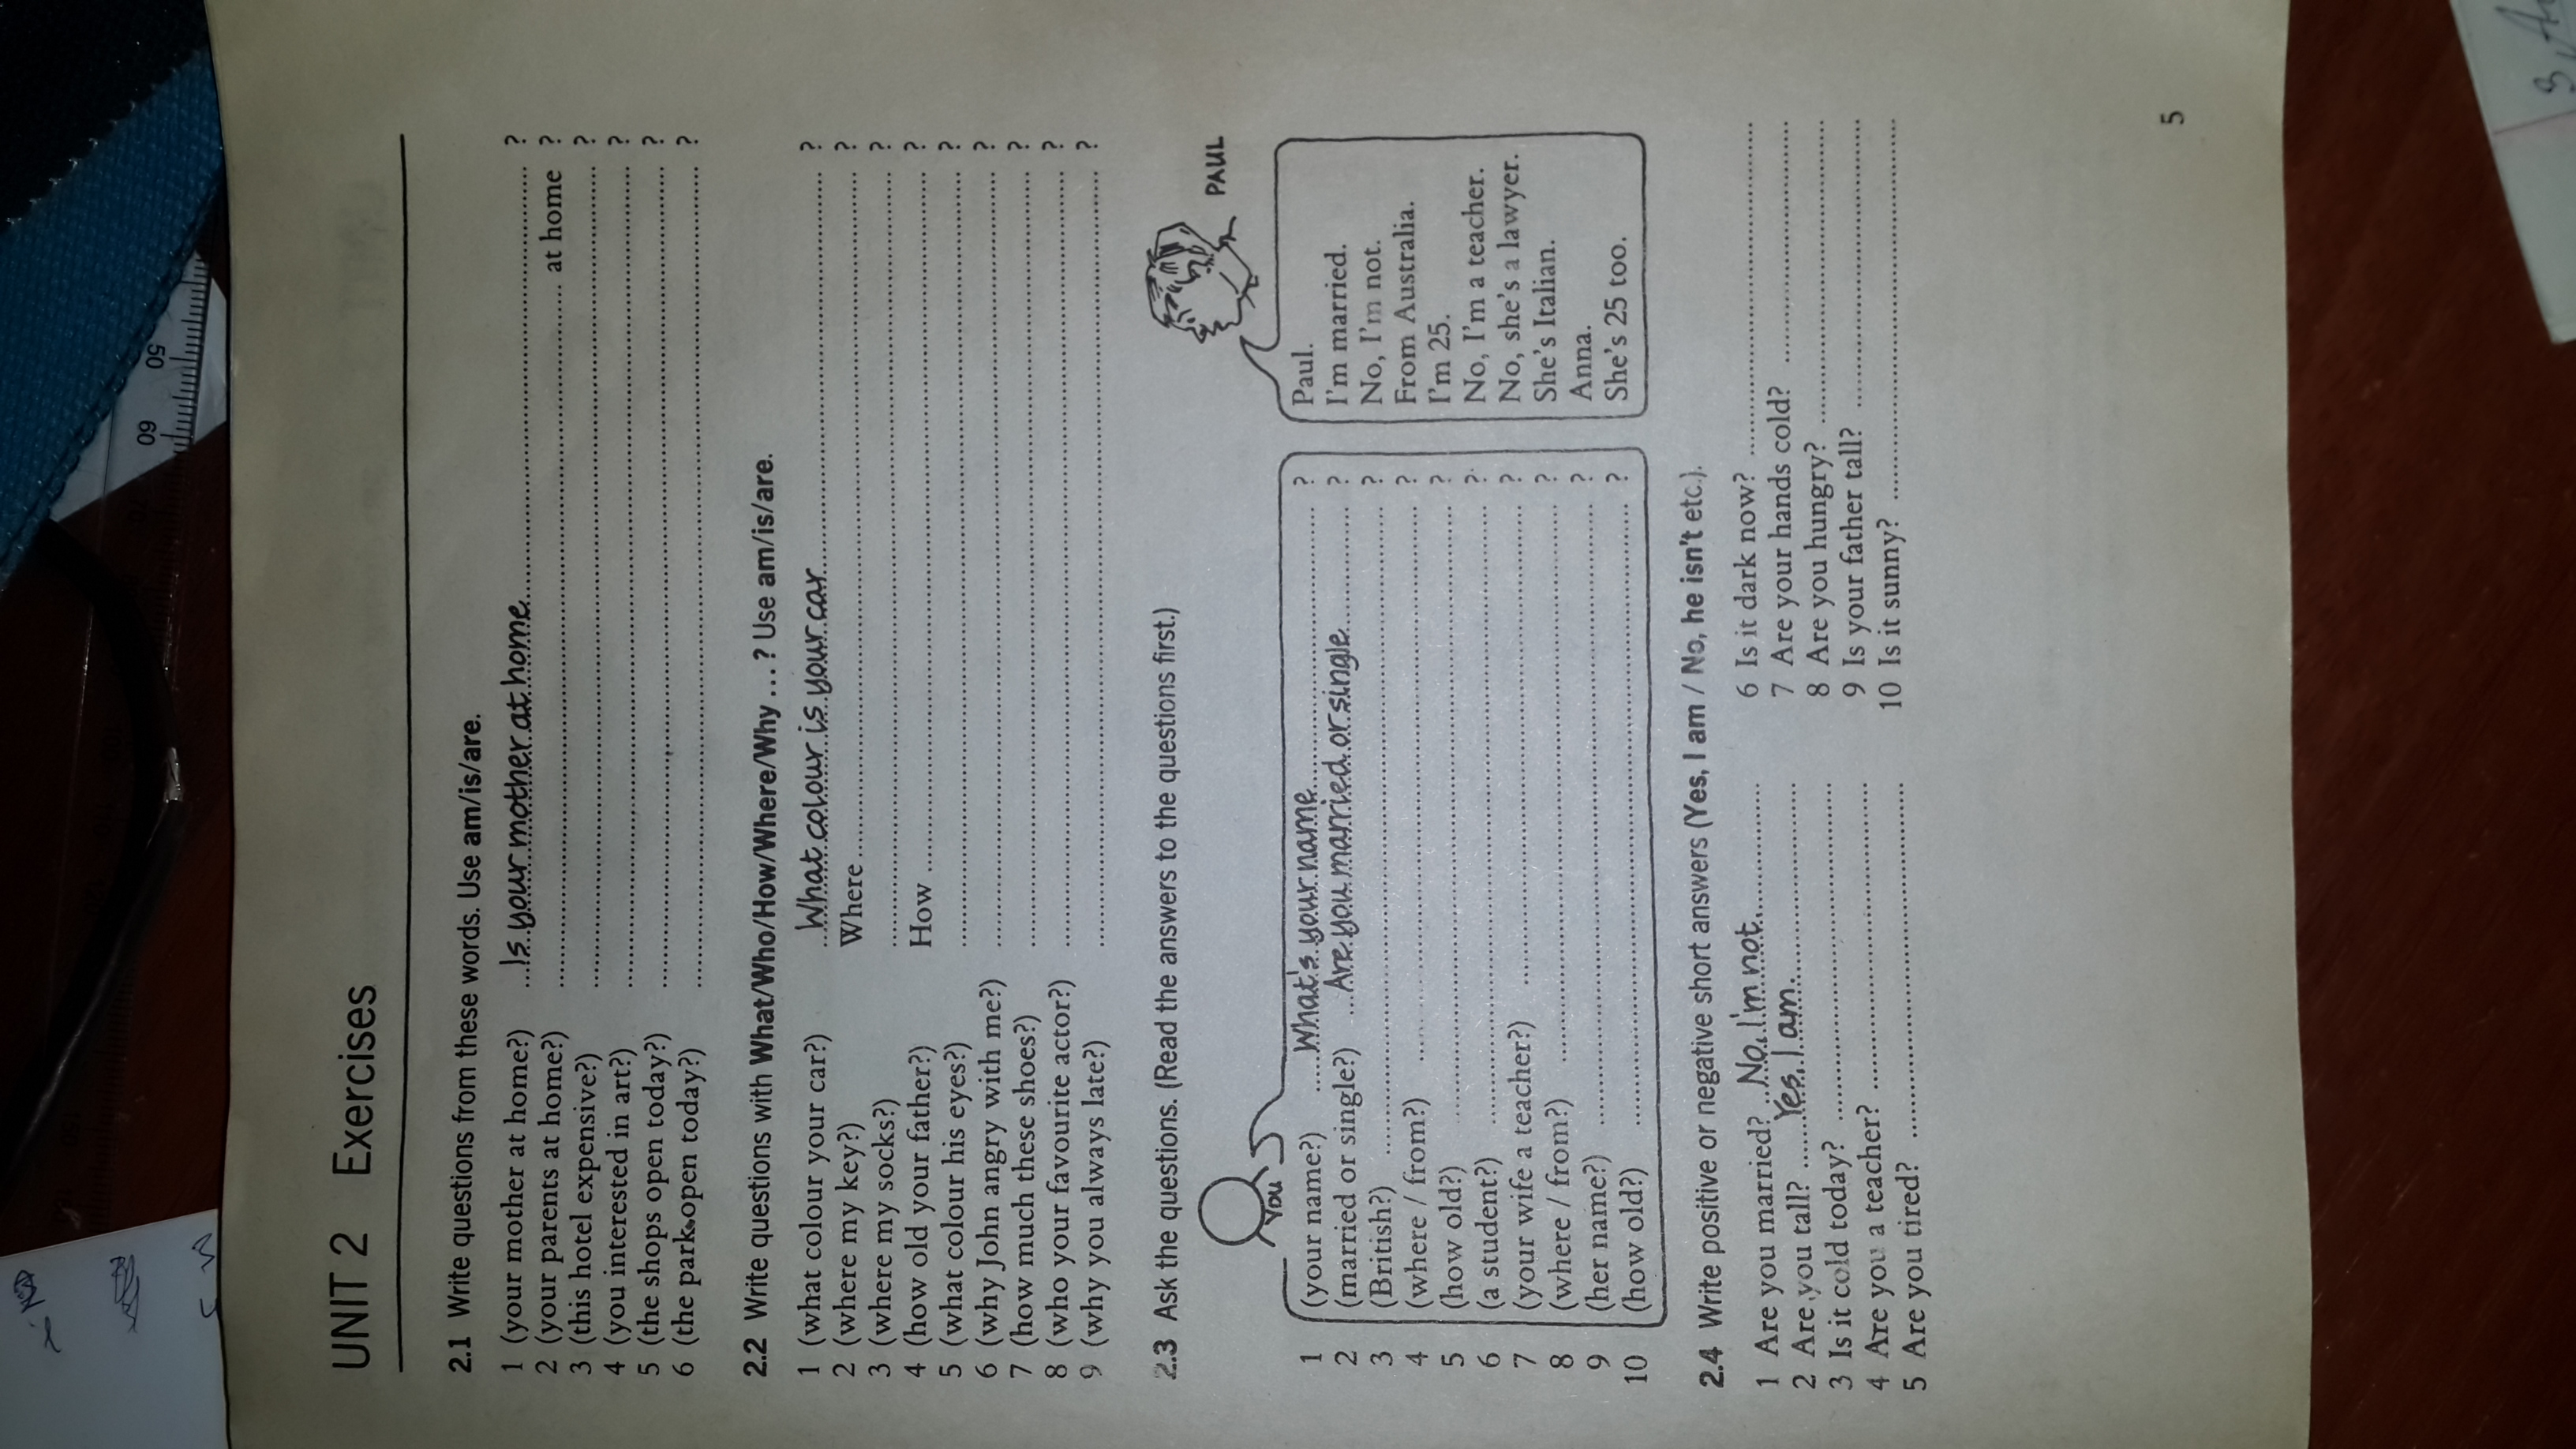 60 50
UNIT 2 Exercises
2.1 Write questions from these words. Use am/is/are.
1 (your mother at home?) Is your mother at home ?
2 (your parents at home?) at home ?
3 (this hotel expensive?) ?
4 (you interested in art?) ?
5 (the shops open today?) ?
6 (the park open today?) ?
2.2 Write questions with What/Who/How/Where/Why ... ? Use am/is/are.
1 (what colour your car?) What colour is your car ?
2 (where my key?) Where ?
3 (where my socks?) ?
4 (how old your father?) How ?
5 (what colour his eyes?) ?
6 (why John angry with me?) ?
7 (how much these shoes?) ?
8 (who your favourite actor?) ?
9 (why you always late?) ?
2.3 Ask the questions. (Read the answers to the questions first.)
PAUL
YOU
1 (your name?) What's your name ? Paul.
2 (married or single?) Are you married or single ? I'm married.
3 (British?) ? No, I'm not.
4 (where / from?) ? From Australia.
5 (how old?) ? I'm 25.
6 (a student?) ? No, I'm a teacher.
7 (your wife a teacher?) ? No, she's a lawyer.
8 (where / from?) ? She's Italian.
9 (her name?) ? Anna.
10 (how old?) ? She's 25 too.
2.4 Write positive or negative short answers (Yes, I am / No, he isn't etc.).
1 Are you married? No, I'm not.
2 Are you tall? Yes, I am.
3 Is it cold today?
4 Are you a teacher?
5 Are you tired?
6 Is it dark now?
7 Are your hands cold?
8 Are you hungry?
9 Is your father tall?
10 Is it sunny?
5